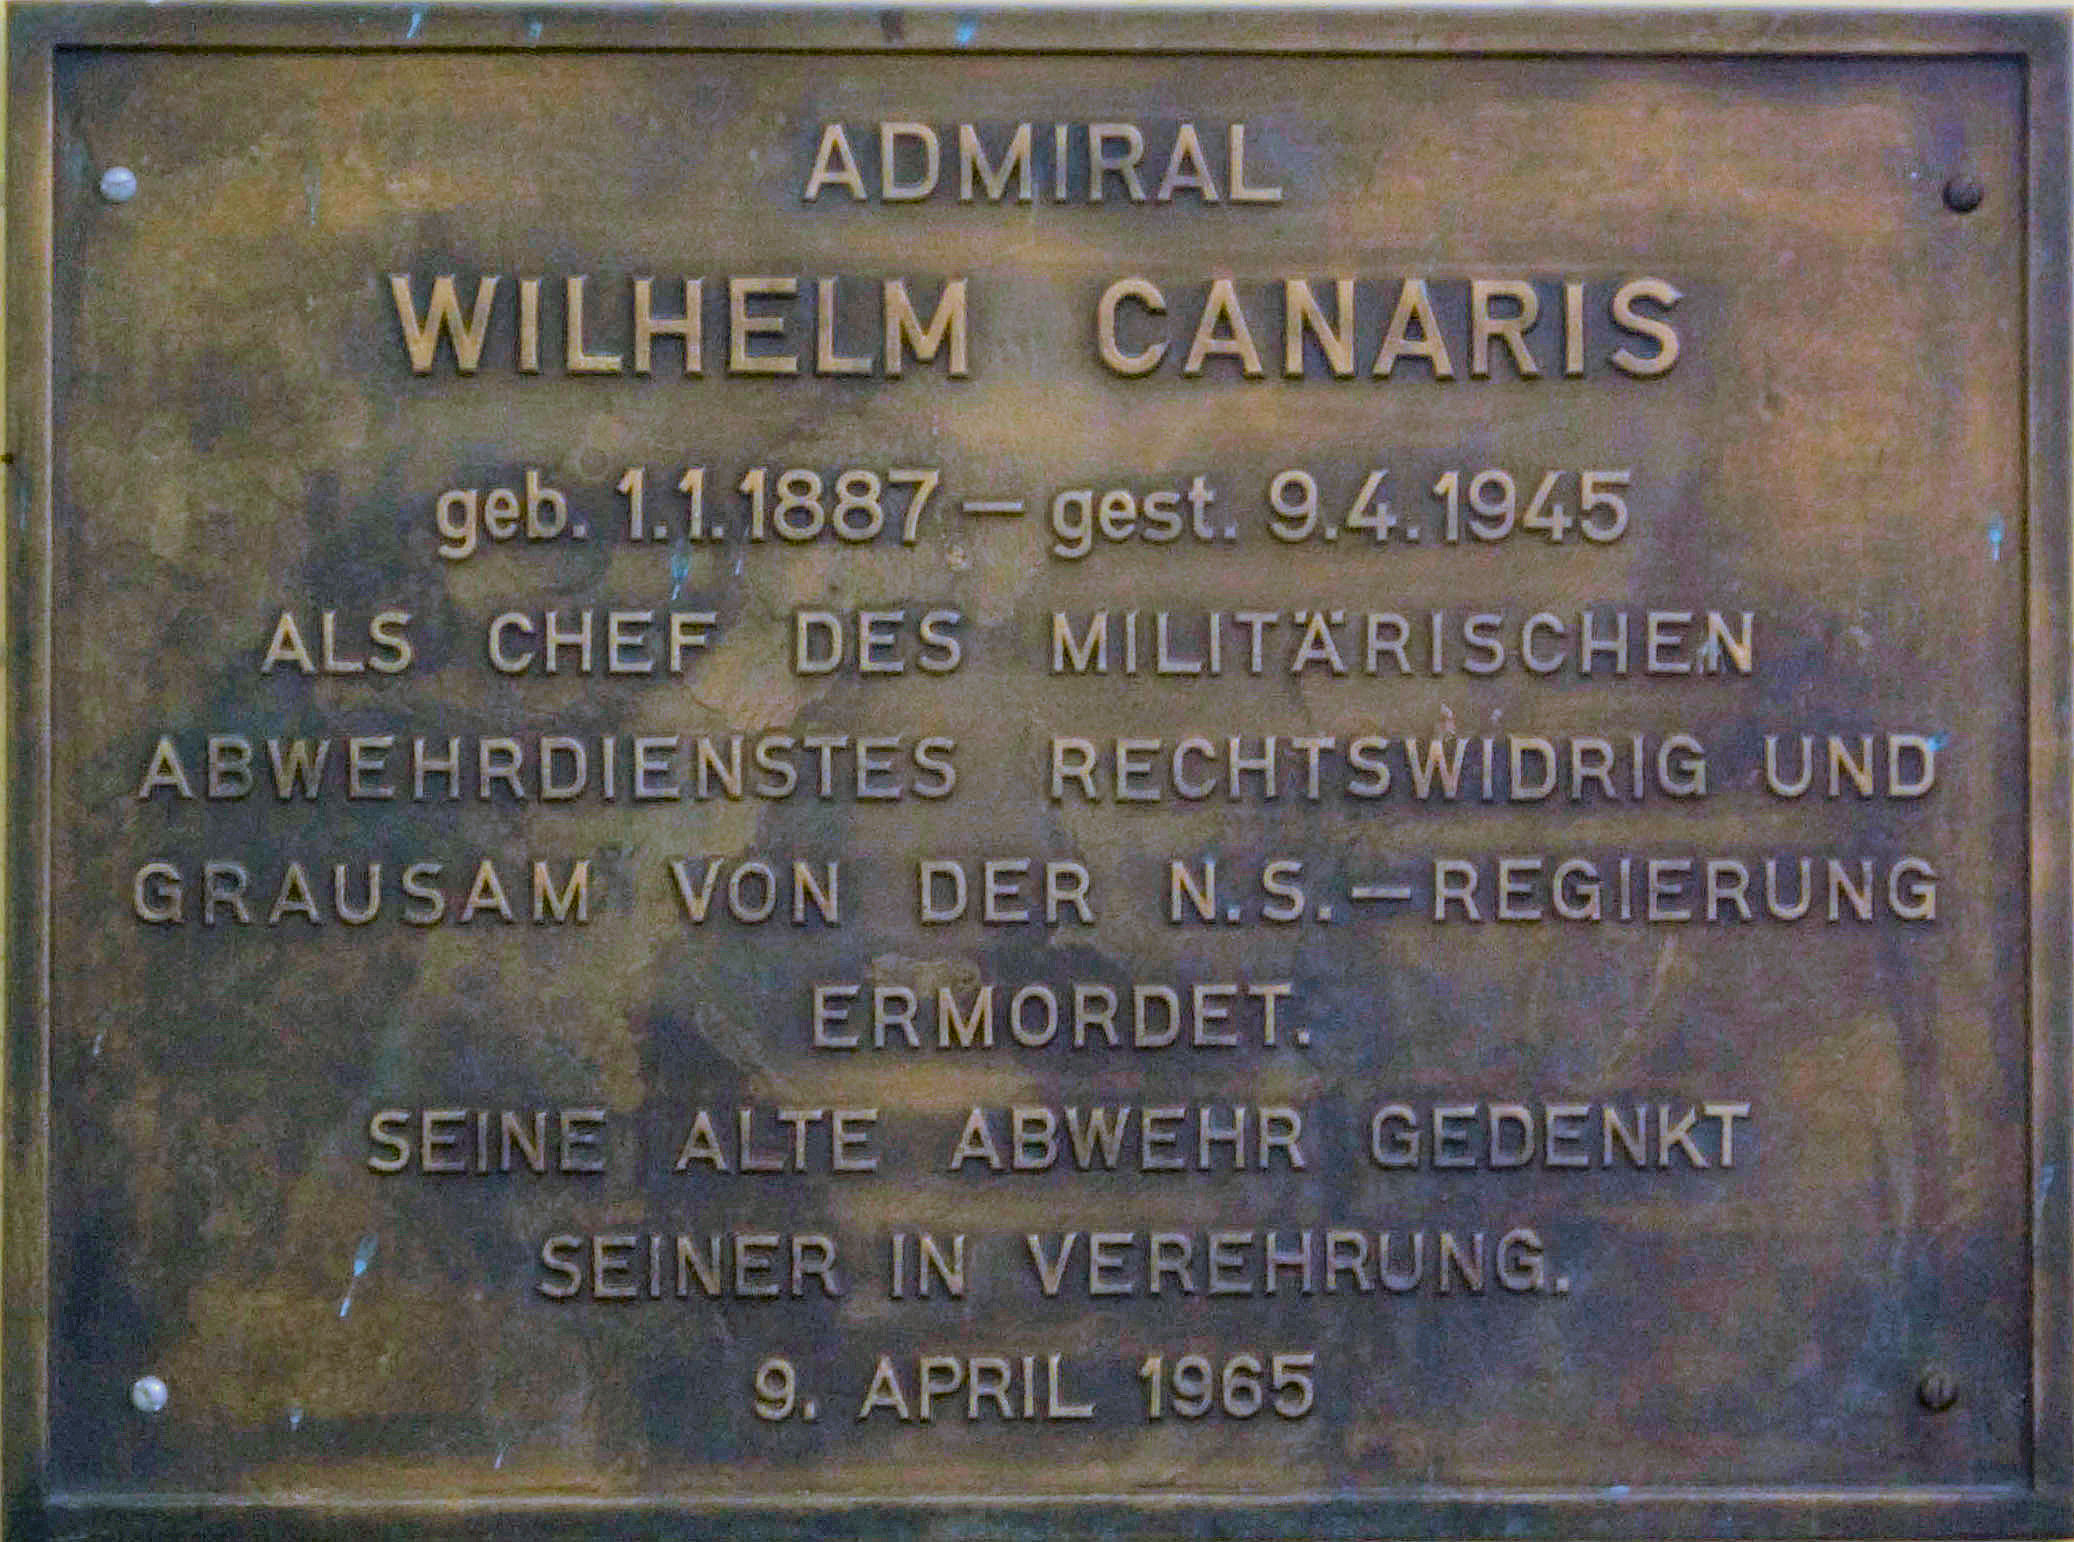 ADMIRAL
WILHELM CANARIS
geb. 1.1.1887 — gest. 9.4.1945
ALS CHEF DES MILITÄRISCHEN
ABWEHRDIENSTES RECHTSWIDRIG UND
GRAUSAM VON DER N.S.—REGIERUNG
ERMORDET.
SEINE ALTE ABWEHR GEDENKT
SEINER IN VEREHRUNG.
9. APRIL 1965